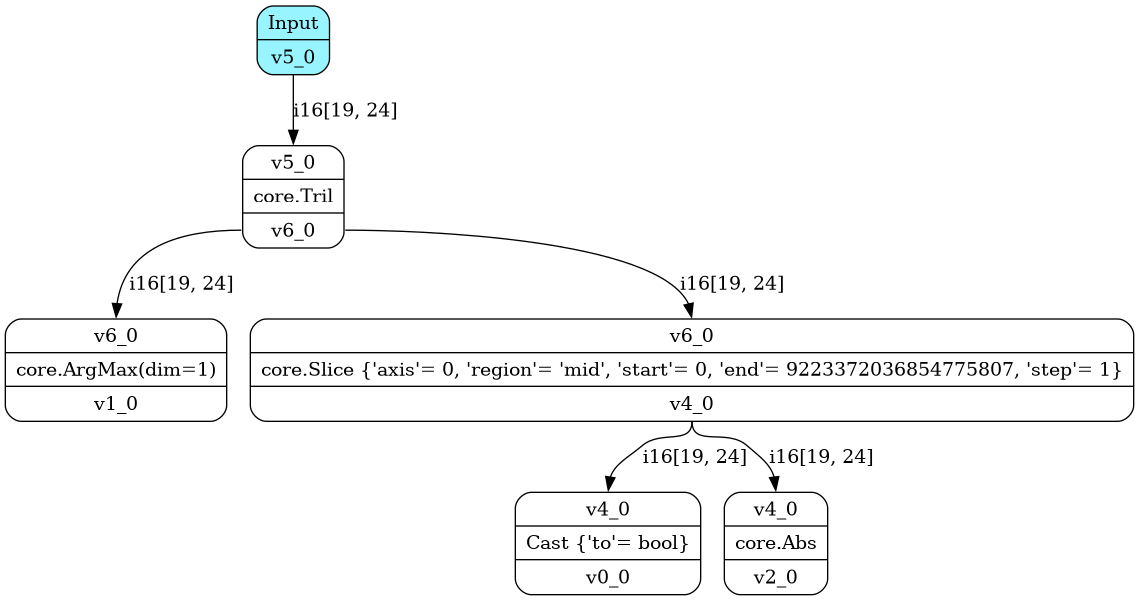 Input
v5_0
i16[19, 24]
v5_0
core.Tril
v6_0
i16[19, 24]
i16[19, 24]
v6_0
core.ArgMax(dim=1)
v1_0
v6_0
core.Slice {'axis'= 0, 'region'= 'mid', 'start'= 0, 'end'= 9223372036854775807, 'step'= 1}
v4_0
i16[19, 24]
i16[19, 24]
v4_0
Cast {'to'= bool}
v0_0
v4_0
core.Abs
v2_0